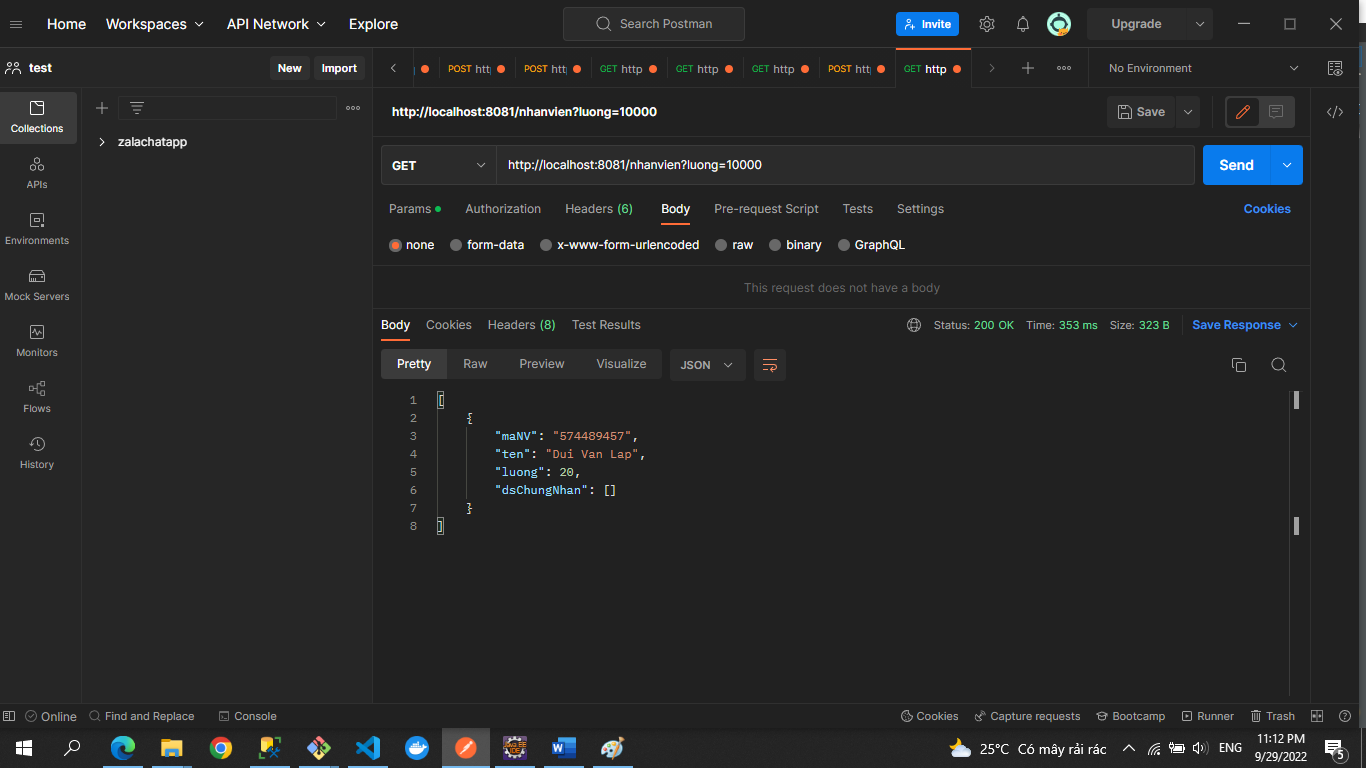 Home Workspaces API Network Explore Search Postman Invite Upgrade
test New Import POST htt POST htt GET http GET http GET http POST htt GET http No Environment
http://localhost:8081/nhanvien?luong=10000 Save
Collections
zalachatapp
GET http://localhost:8081/nhanvien?luong=10000 Send
APIs
Params Authorization Headers (6) Body Pre-request Script Tests Settings Cookies
Environments
none form-data x-www-form-urlencoded raw binary GraphQL
Mock Servers
This request does not have a body
Monitors
Body Cookies Headers (8) Test Results Status: 200 OK Time: 353 ms Size: 323 B Save Response
Flows
Pretty Raw Preview Visualize JSON
History
1 [
2 {
3 "maNV": "574489457",
4 "ten": "Dui Van Lap",
5 "luong": 20,
6 "dsChungNhan": []
7 }
8 ]
Online Find and Replace Console Cookies Capture requests Bootcamp Runner Trash
25°C Có mây rải rác ENG 11:12 PM
9/29/2022 5